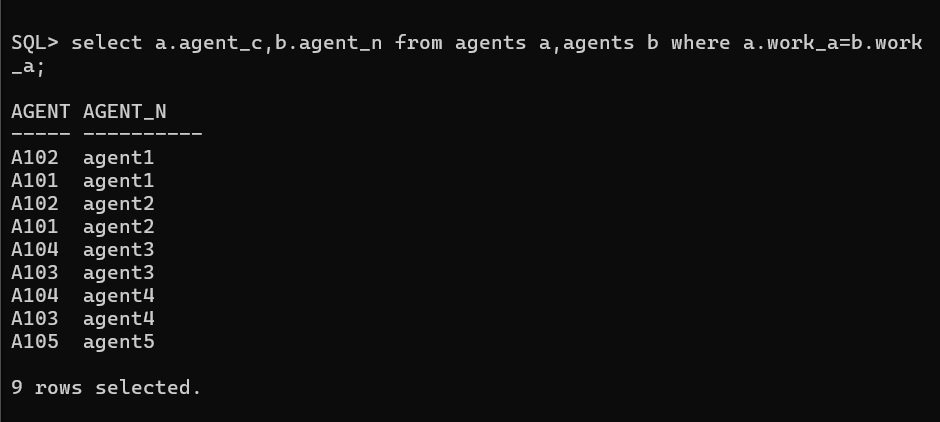 SQL> select a.agent_c,b.agent_n from agents a,agents b where a.work_a=b.work
_a;
AGENT AGENT_N
----- ----------
A102  agent1
A101  agent1
A102  agent2
A101  agent2
A104  agent3
A103  agent3
A104  agent4
A103  agent4
A105  agent5
9 rows selected.